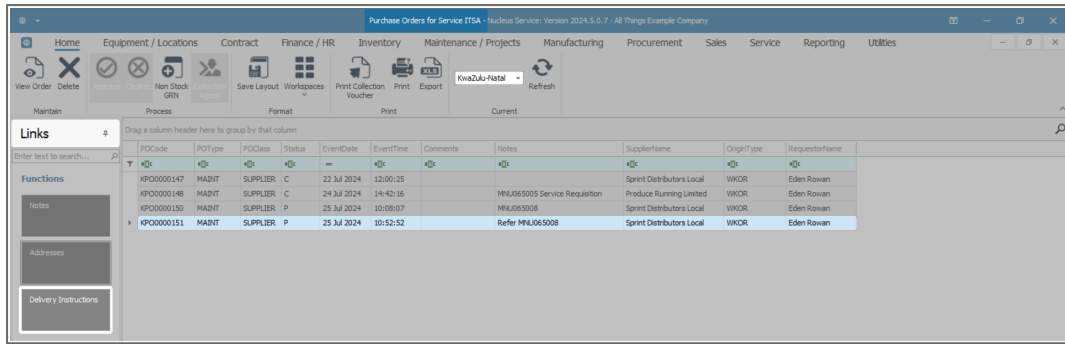 Purchase Orders for Service ITSA - Nucleus Service: Version 2024.5.0.7 - All Things Example Company
Home Equipment / Locations Contract Finance / HR Inventory Maintenance / Projects Manufacturing Procurement Sales Service Reporting Utilities
View Order Delete Approve Decline Non Stock GRN Save Layout Workspaces Print Collection Voucher Print Export KwaZulu-Natal Refresh
Maintain Process Format Print Current
Links
Drag a column header here to group by that column
Enter text to search...
POCode POType POClass Status EventDate EventTime Comments Notes SupplierName OriginType RequestorName
Functions
KPO0000147 MAINT SUPPLIER C 22 Jul 2024 12:00:25 Sprint Distributors Local WKOR Eden Rowan
KPO0000148 MAINT SUPPLIER C 24 Jul 2024 14:42:16 MNU065005 Service Requisition Produce Running Limited WKOR Eden Rowan
Notes
KPO0000150 MAINT SUPPLIER P 25 Jul 2024 10:08:07 MNU065008 Sprint Distributors Local WKOR Eden Rowan
KPO0000151 MAINT SUPPLIER P 25 Jul 2024 10:52:52 Refer MNU065008 Sprint Distributors Local WKOR Eden Rowan
Addresses
Delivery Instructions